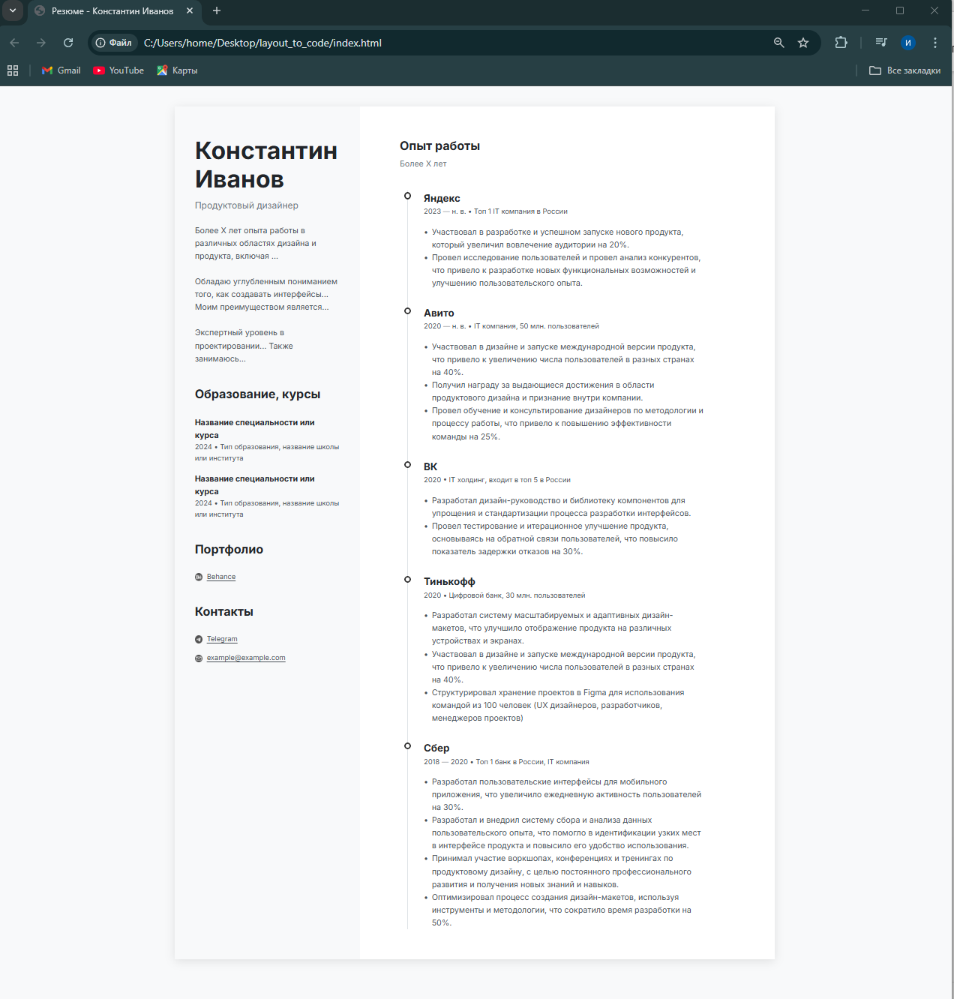 Резюме - Константин Иванов
Файл
C:/Users/home/Desktop/layout_to_code/index.html
И
Gmail
YouTube
Карты
Все закладки
Константин
Иванов
Продуктовый дизайнер
Более X лет опыта работы в
различных областях дизайна и
продукта, включая ...
Обладаю углубленным пониманием
того, как создавать интерфейсы...
Моим преимуществом является...
Экспертный уровень в
проектировании... Также
занимаюсь...
Образование, курсы
Название специальности или
курса
2024 • Тип образования, название школы
или института
Название специальности или
курса
2024 • Тип образования, название школы
или института
Портфолио
Behance
Контакты
Telegram
example@example.com
Опыт работы
Более X лет
Яндекс
2023 — н. в. • Топ 1 IT компания в России
• Участвовал в разработке и успешном запуске нового продукта,
который увеличил вовлечение аудитории на 20%.
• Провел исследование пользователей и провел анализ конкурентов,
что привело к разработке новых функциональных возможностей и
улучшению пользовательского опыта.
Авито
2020 — н. в. • IT компания, 50 млн. пользователей
• Участвовал в дизайне и запуске международной версии продукта,
что привело к увеличению числа пользователей в разных странах
на 40%.
• Получил награду за выдающиеся достижения в области
продуктового дизайна и признание внутри компании.
• Провел обучение и консультирование дизайнеров по методологии и
процессу работы, что привело к повышению эффективности
команды на 25%.
ВК
2020 • IT холдинг, входит в топ 5 в России
• Разработал дизайн-руководство и библиотеку компонентов для
упрощения и стандартизации процесса разработки интерфейсов.
• Провел тестирование и итерационное улучшение продукта,
основываясь на обратной связи пользователей, что повысило
показатель задержки отказов на 30%.
Тинькофф
2020 • Цифровой банк, 30 млн. пользователей
• Разработал систему масштабируемых и адаптивных дизайн-
макетов, что улучшило отображение продукта на различных
устройствах и экранах.
• Участвовал в дизайне и запуске международной версии продукта,
что привело к увеличению числа пользователей в разных странах
на 40%.
• Структурировал хранение проектов в Figma для использования
командой из 100 человек (UX дизайнеров, разработчиков,
менеджеров проектов)
Сбер
2018 — 2020 • Топ 1 банк в России, IT компания
• Разработал пользовательские интерфейсы для мобильного
приложения, что увеличило ежедневную активность пользователей
на 30%.
• Разработал и внедрил систему сбора и анализа данных
пользовательского опыта, что помогло в идентификации узких мест
в интерфейсе продукта и повысило его удобство использования.
• Принимал участие воркшопах, конференциях и тренингах по
продуктовому дизайну, с целью постоянного профессионального
развития и получения новых знаний и навыков.
• Оптимизировал процесс создания дизайн-макетов, используя
инструменты и методологии, что сократило время разработки на
50%.